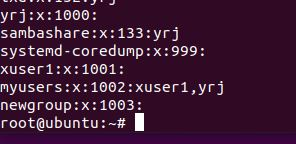 yrj:x:1000:
sambashare:x:133:yrj
systemd-coredump:x:999:
xuser1:x:1001:
myusers:x:1002:xuser1,yrj
newgroup:x:1003:
root@ubuntu:~#